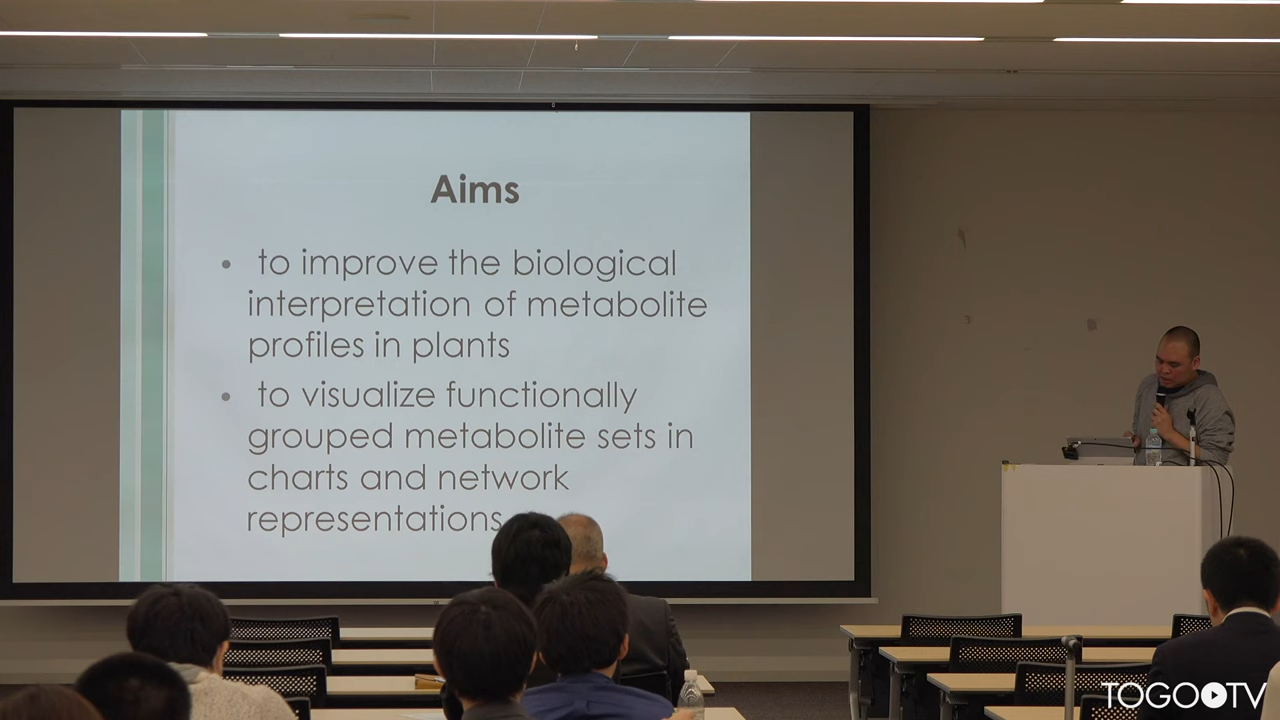 Aims
• to improve the biological
interpretation of metabolite
profiles in plants
• to visualize functionally
grouped metabolite sets in
charts and network
representations
TOGOTV